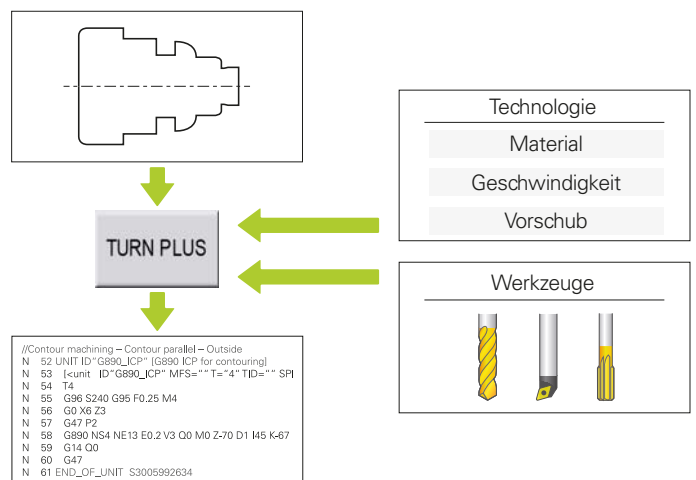 Technologie
Material
Geschwindigkeit
Vorschub
TURN PLUS
Werkzeuge
//Contour machining – Contour parallel – Outside
N 52 UNIT ID"G890_ICP" [G890 ICP for contouring]
N 53 [<unit ID"G890_ICP" MFS="" T="4" TID="" SPI
N 54 T4
N 55 G96 S240 G95 F0.25 M4
N 56 G0 X6 Z3
N 57 G47 P2
N 58 G890 NS4 NE13 E0.2 V3 Q0 M0 Z-70 D1 I45 K-67
N 59 G14 Q0
N 60 G47
N 61 END_OF_UNIT S3005992634